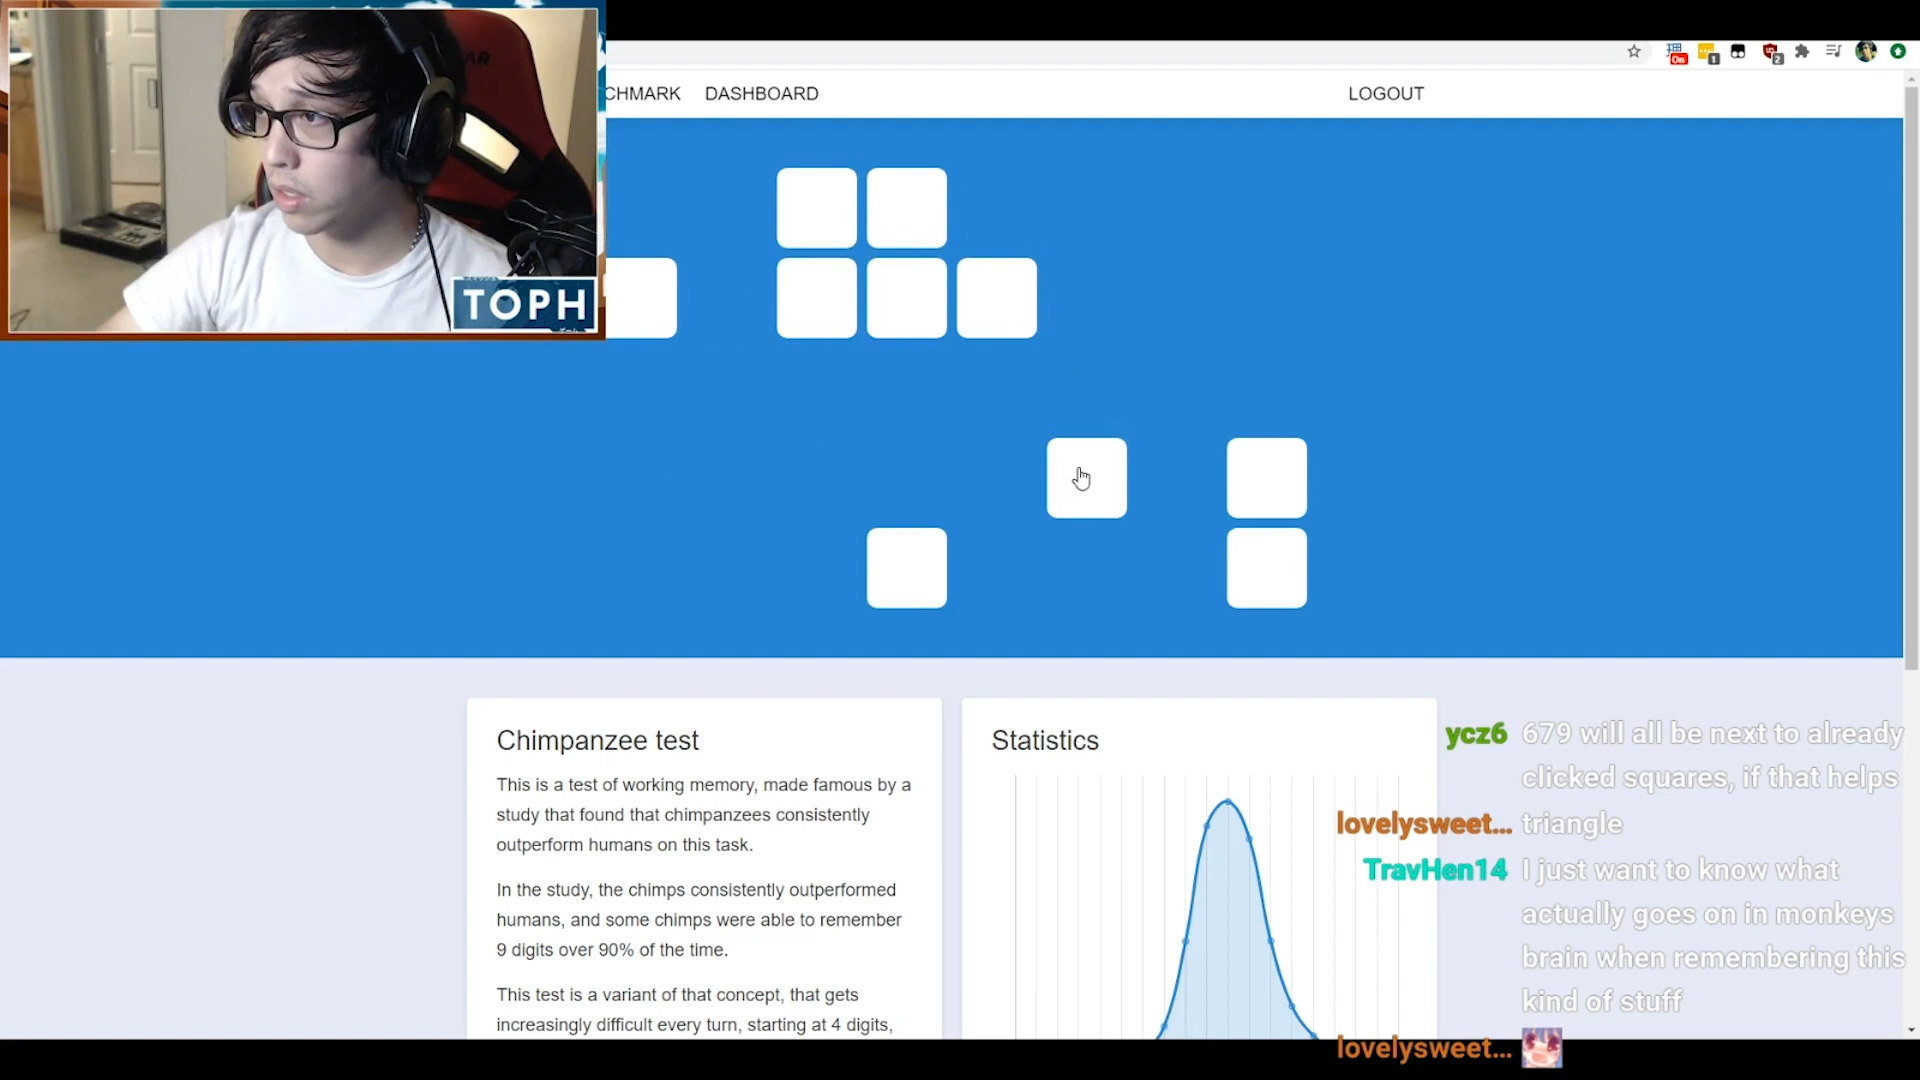 CHMARK DASHBOARD LOGOUT
TOPH
Chimpanzee test
This is a test of working memory, made famous by a
study that found that chimpanzees consistently
outperform humans on this task.
In the study, the chimps consistently outperformed
humans, and some chimps were able to remember
9 digits over 90% of the time.
This test is a variant of that concept, that gets
increasingly difficult every turn, starting at 4 digits,
Statistics
ycz6 679 will all be next to already
clicked squares, if that helps
lovelysweet... triangle
TravHen14 I just want to know what
actually goes on in monkeys
brain when remembering this
kind of stuff
lovelysweet...